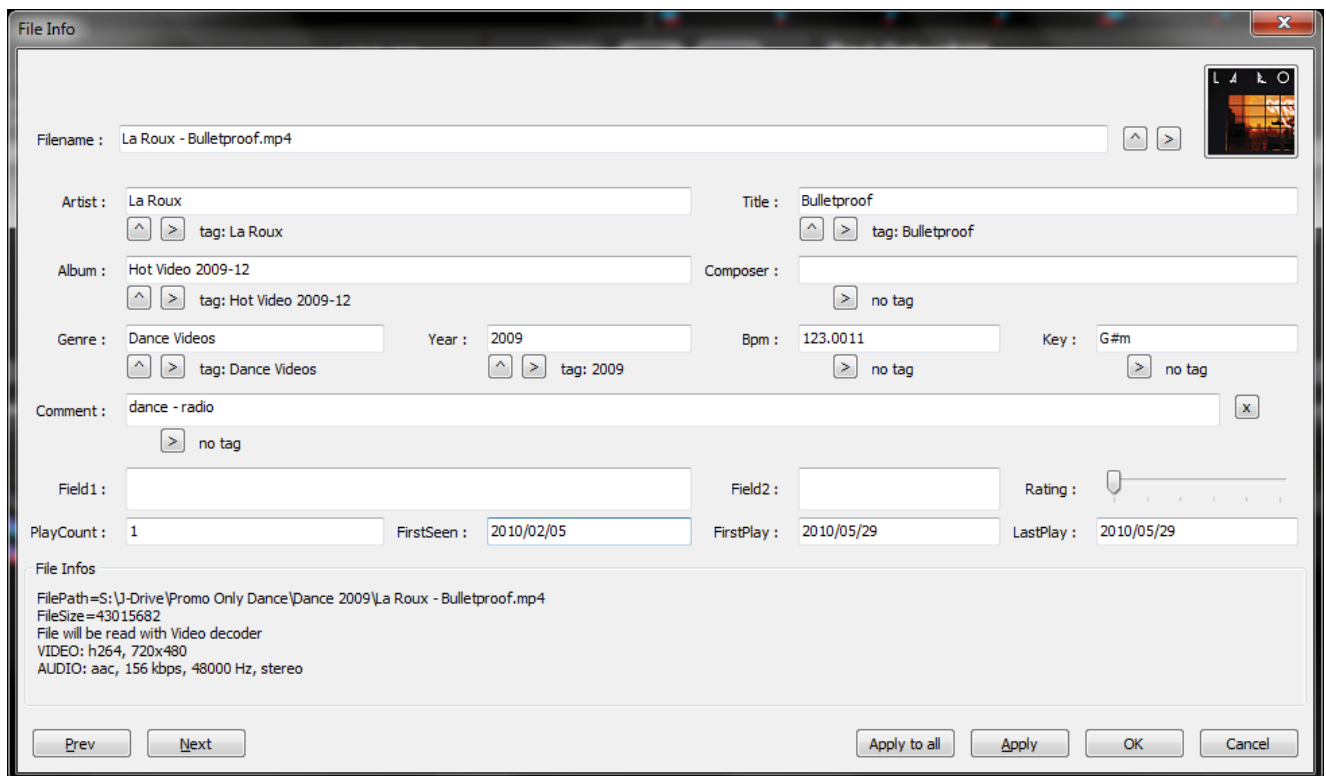 File Info
x
L A R O
Filename : La Roux - Bulletproof.mp4 ^ >
Artist : La Roux Title : Bulletproof
^ > tag: La Roux ^ > tag: Bulletproof
Album : Hot Video 2009-12 Composer :
^ > tag: Hot Video 2009-12 > no tag
Genre : Dance Videos Year : 2009 Bpm : 123.0011 Key : G#m
^ > tag: Dance Videos ^ > tag: 2009 > no tag > no tag
Comment : dance - radio x
> no tag
Field1 : Field2 : Rating :
PlayCount : 1 FirstSeen : 2010/02/05 FirstPlay : 2010/05/29 LastPlay : 2010/05/29
File Infos
FilePath=S:\J-Drive\Promo Only Dance\Dance 2009\La Roux - Bulletproof.mp4
FileSize=43015682
File will be read with Video decoder
VIDEO: h264, 720x480
AUDIO: aac, 156 kbps, 48000 Hz, stereo
Prev Next Apply to all Apply OK Cancel